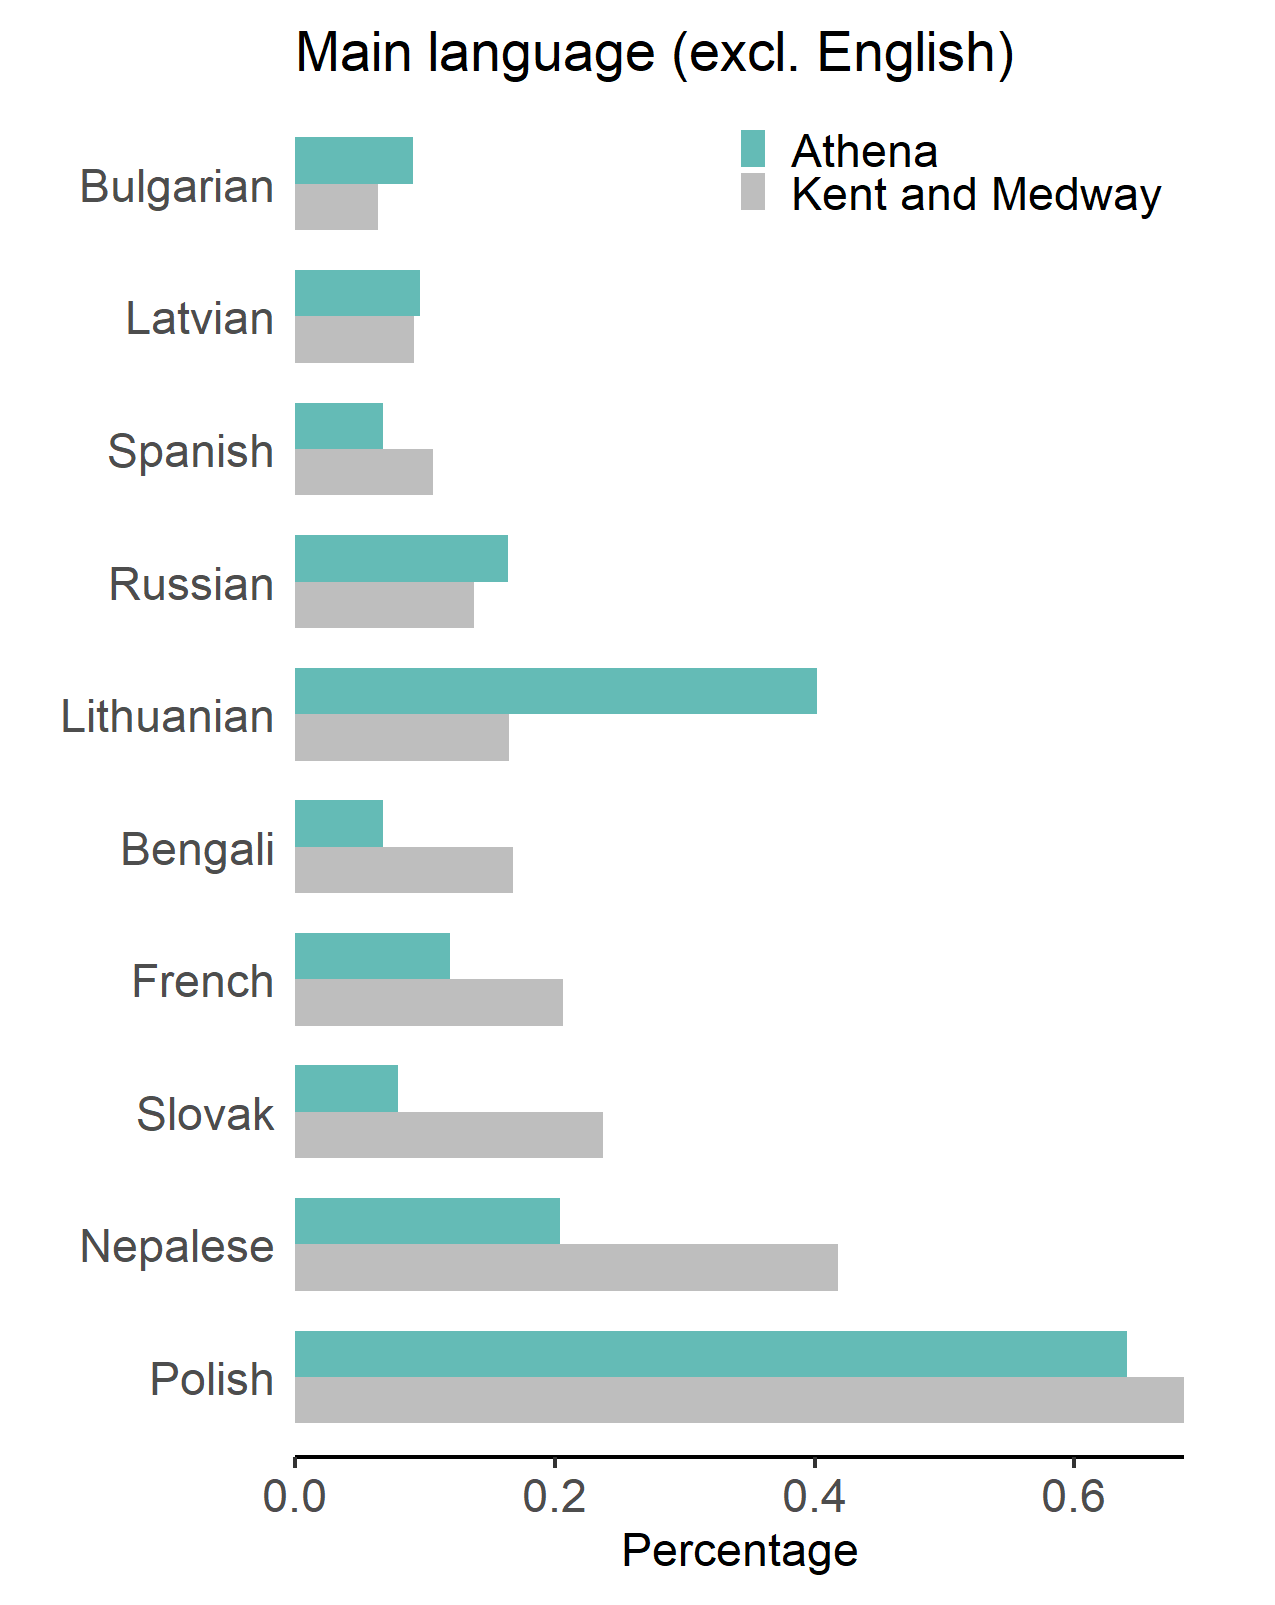 Main language (excl. English)
Athena
Kent and Medway
Bulgarian
Latvian
Spanish
Russian
Lithuanian
Bengali
French
Slovak
Nepalese
Polish
0.0 0.2 0.4 0.6
Percentage